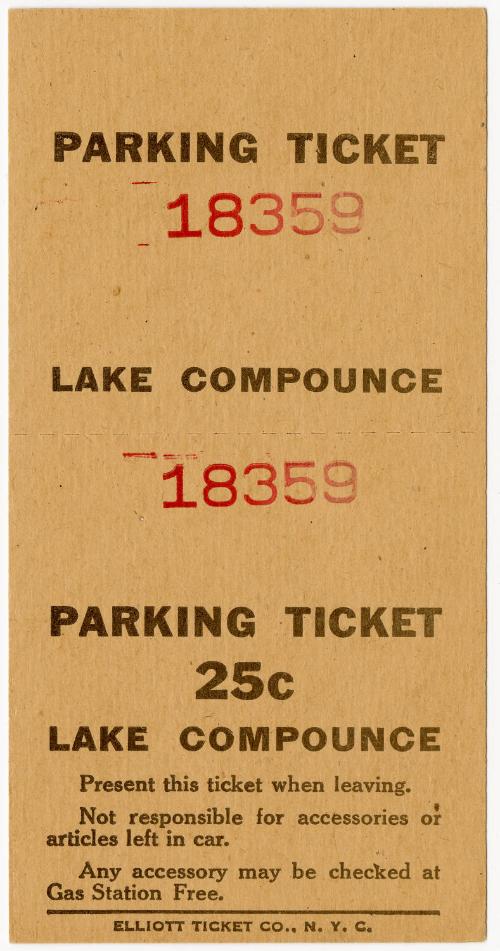 PARKING TICKET
18359
LAKE COMPOUNCE
18359
PARKING TICKET
25c
LAKE COMPOUNCE
Present this ticket when leaving.
Not responsible for accessories or
articles left in car.
Any accessory may be checked at
Gas Station Free.
ELLIOTT TICKET CO., N. Y. C.